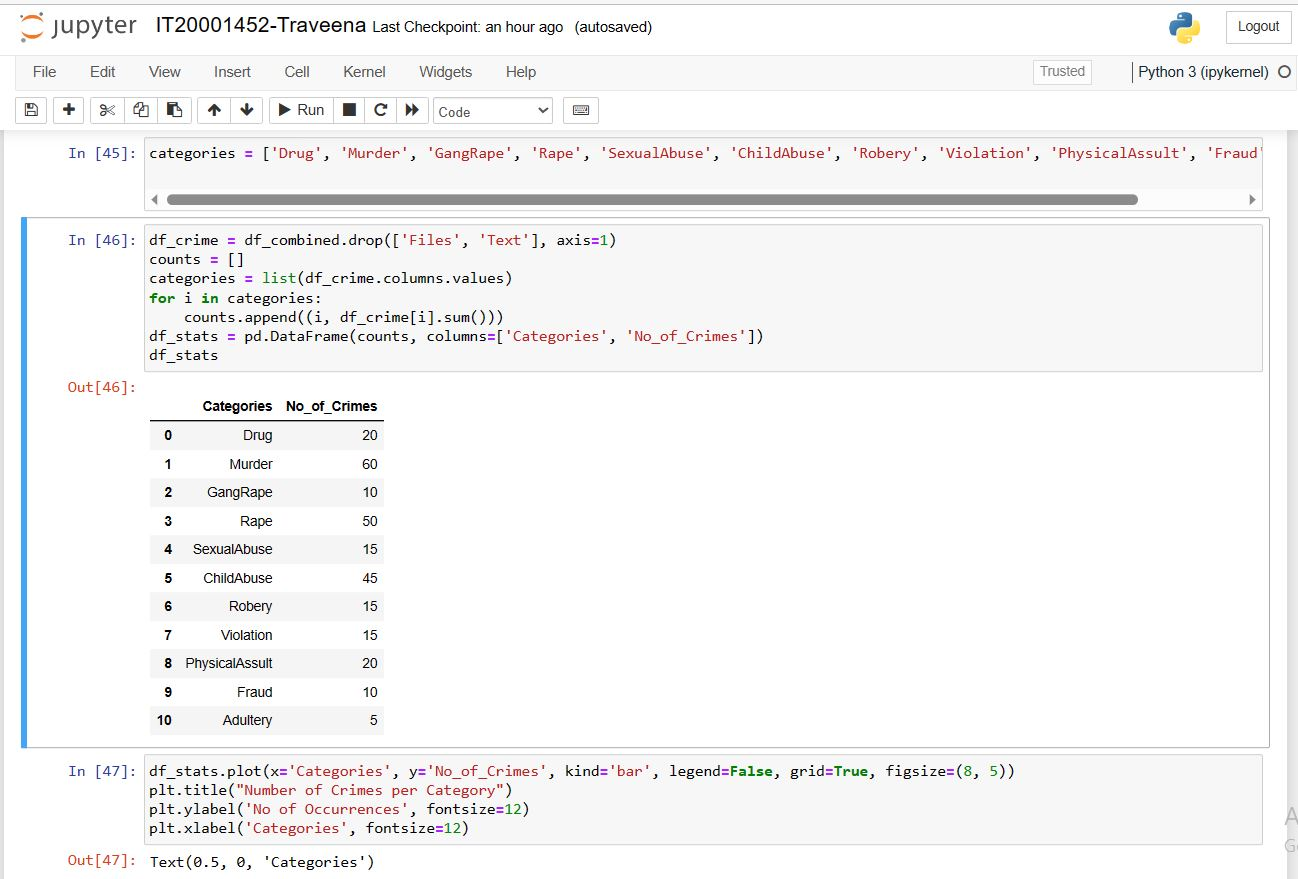 jupyter IT20001452-Traveena Last Checkpoint: an hour ago (autosaved) Logout
File Edit View Insert Cell Kernel Widgets Help Trusted Python 3 (ipykernel)
Run Code
In [45]: categories = ['Drug', 'Murder', 'GangRape', 'Rape', 'SexualAbuse', 'ChildAbuse', 'Robery', 'Violation', 'PhysicalAssult', 'Fraud'
In [46]: df_crime = df_combined.drop(['Files', 'Text'], axis=1)
counts = []
categories = list(df_crime.columns.values)
for i in categories:
    counts.append((i, df_crime[i].sum()))
df_stats = pd.DataFrame(counts, columns=['Categories', 'No_of_Crimes'])
df_stats
Out[46]:
Categories No_of_Crimes
0 Drug 20
1 Murder 60
2 GangRape 10
3 Rape 50
4 SexualAbuse 15
5 ChildAbuse 45
6 Robery 15
7 Violation 15
8 PhysicalAssult 20
9 Fraud 10
10 Adultery 5
In [47]: df_stats.plot(x='Categories', y='No_of_Crimes', kind='bar', legend=False, grid=True, figsize=(8, 5))
plt.title("Number of Crimes per Category")
plt.ylabel('No of Occurrences', fontsize=12)
plt.xlabel('Categories', fontsize=12)
Out[47]: Text(0.5, 0, 'Categories')